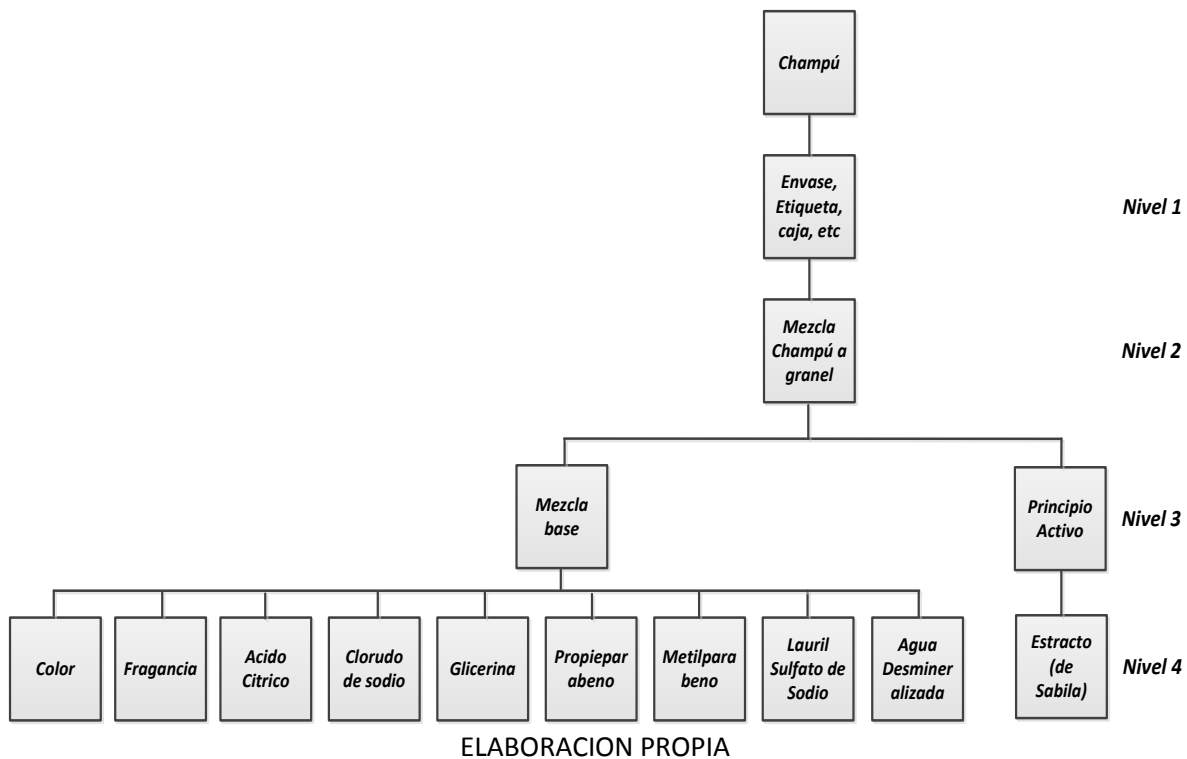 Champú
Envase,
Etiqueta,
caja, etc
Nivel 1
Mezcla
Champú a
granel
Nivel 2
Mezcla
base
Principio
Activo
Nivel 3
Color
Fragancia
Acido
Citrico
Clorudo
de sodio
Glicerina
Propiepar
abeno
Metilpara
beno
Lauril
Sulfato de
Sodio
Agua
Desminer
alizada
Estracto
(de
Sabila)
Nivel 4
ELABORACION PROPIA